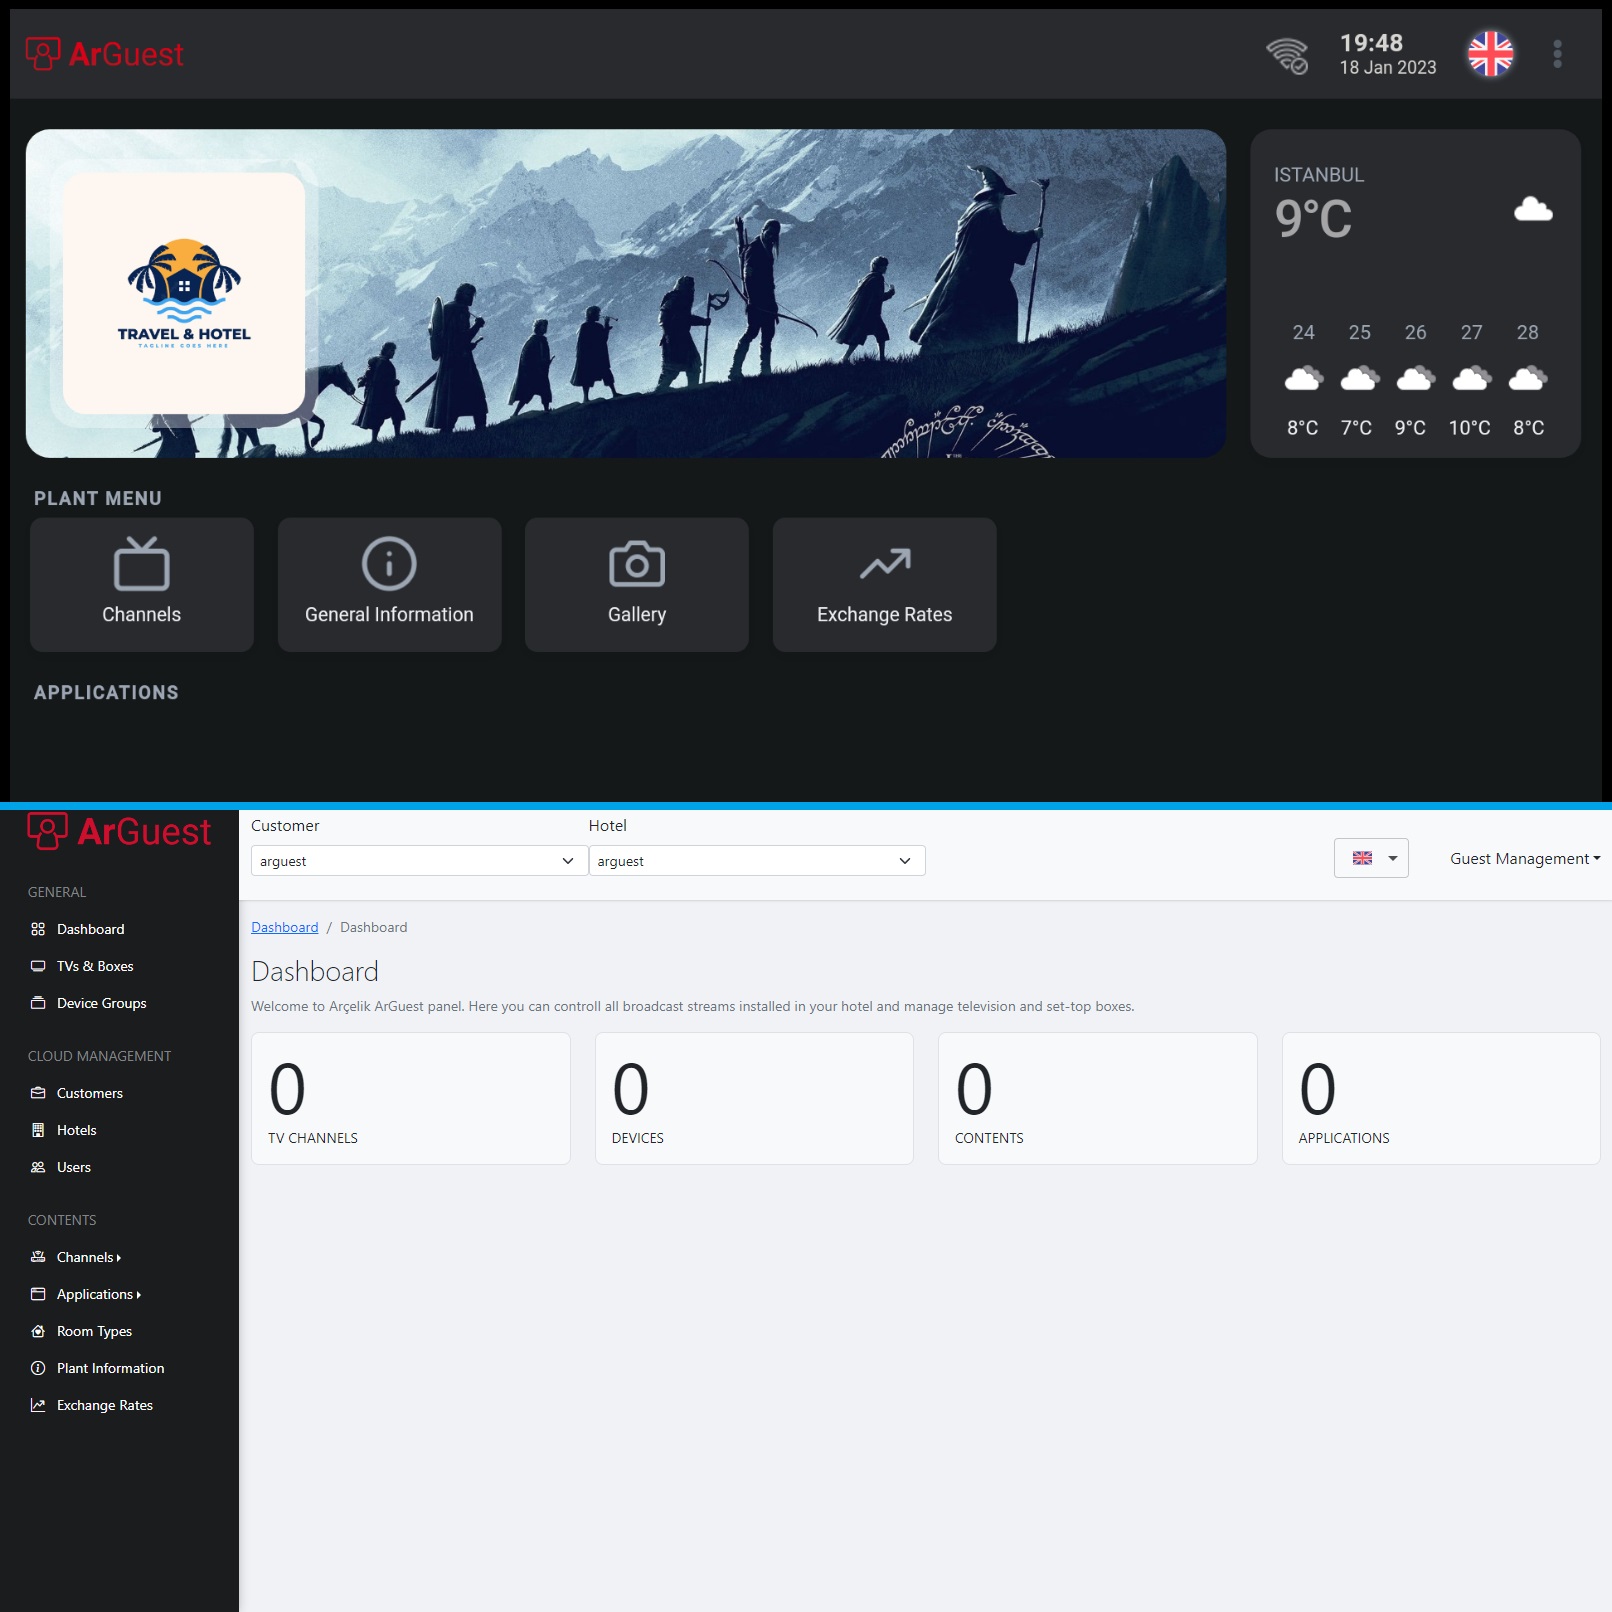 ArGuest
19:48
18 Jan 2023
TRAVEL & HOTEL
TAGLINE GOES HERE
ISTANBUL
9°C
24 25 26 27 28
8°C 7°C 9°C 10°C 8°C
PLANT MENU
Channels
General Information
Gallery
Exchange Rates
APPLICATIONS
ArGuest
GENERAL
Dashboard
TVs & Boxes
Device Groups
CLOUD MANAGEMENT
Customers
Hotels
Users
CONTENTS
Channels
Applications
Room Types
Plant Information
Exchange Rates
Customer
Hotel
arguest
arguest
Guest Management
Dashboard / Dashboard
Dashboard
Welcome to Arçelik ArGuest panel. Here you can controll all broadcast streams installed in your hotel and manage television and set-top boxes.
0
TV CHANNELS
0
DEVICES
0
CONTENTS
0
APPLICATIONS